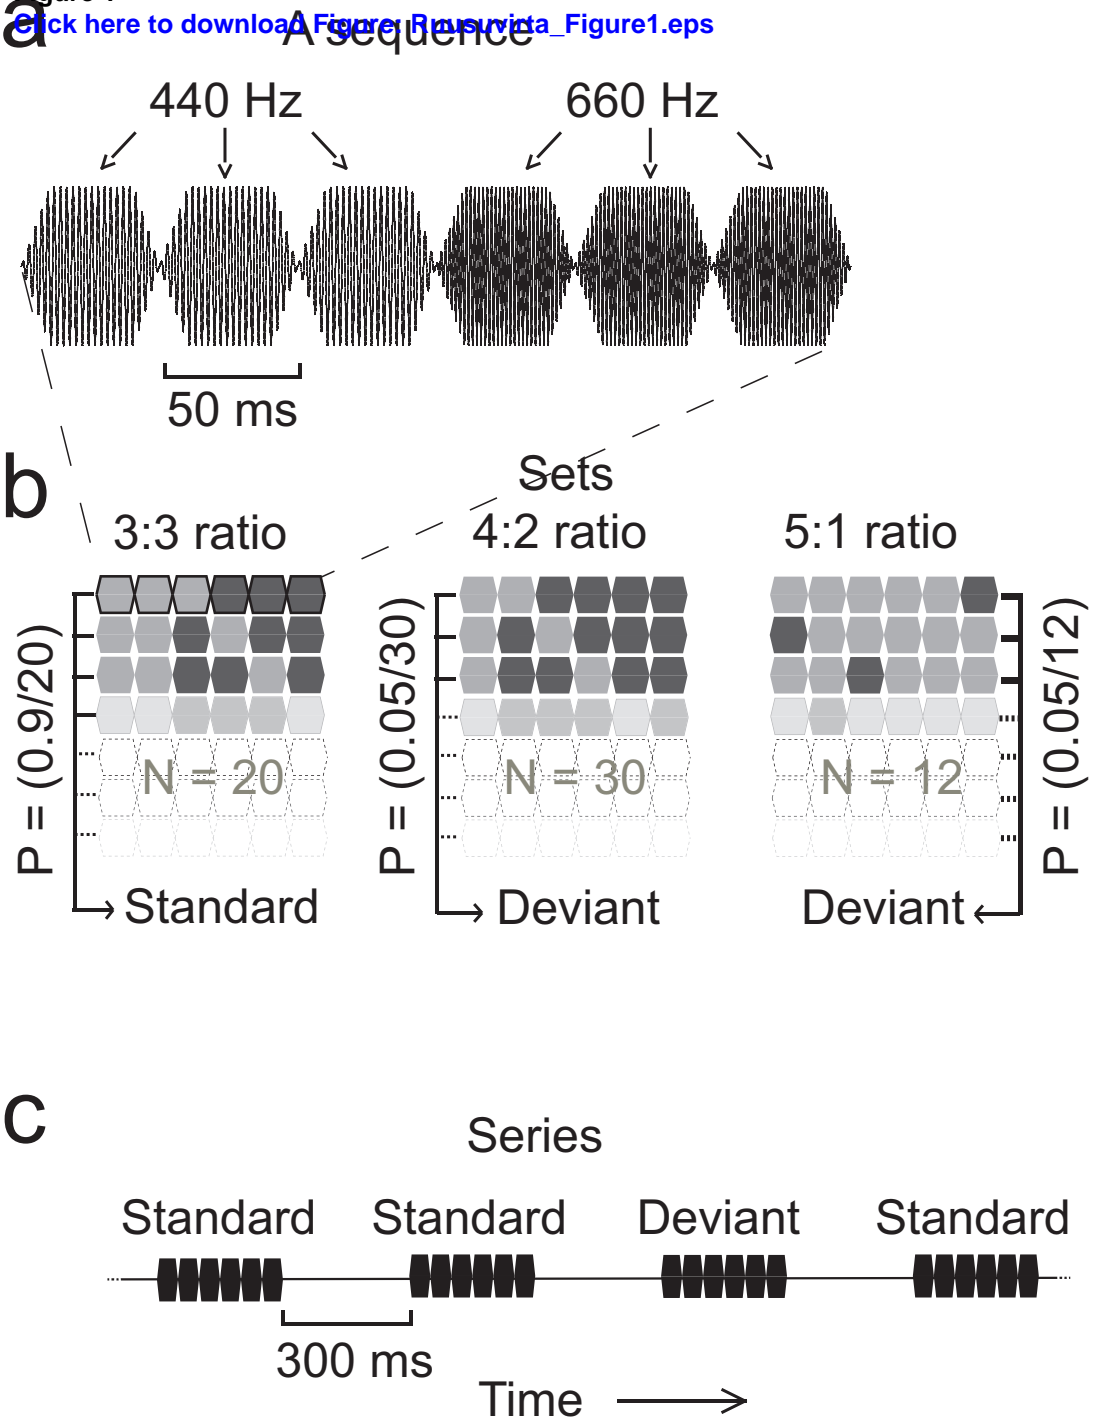 Click here to download Figure: Ruusuvirta_Figure1.eps
a
A sequence
440 Hz 660 Hz
50 ms
b
Sets
3:3 ratio 4:2 ratio 5:1 ratio
P = (0.9/20)
N = 20
P = (0.05/30)
N = 30
N = 12
P = (0.05/12)
Standard Deviant Deviant
c
Series
Standard Standard Deviant Standard
300 ms
Time